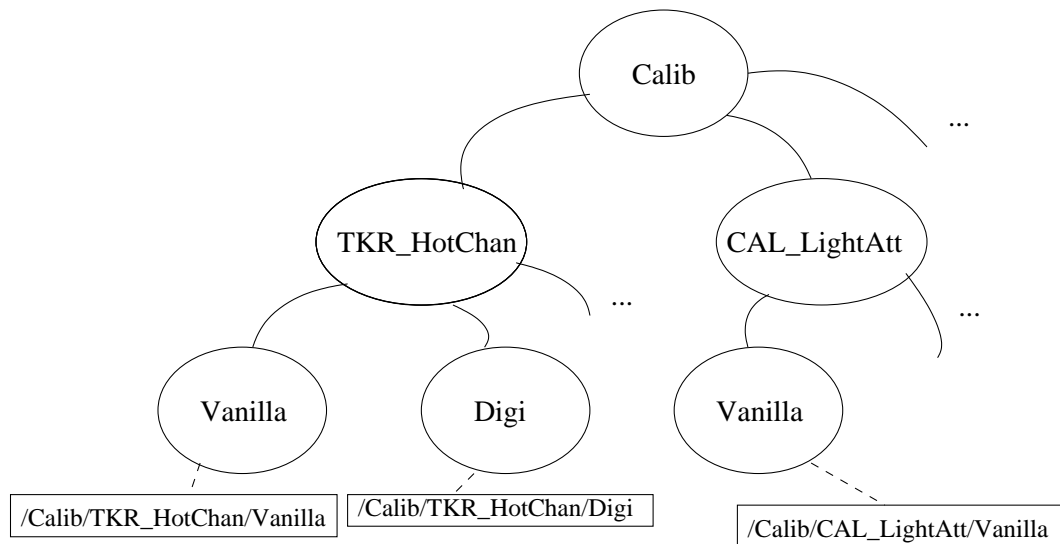 Calib
...
TKR_HotChan
CAL_LightAtt
...
...
Vanilla
Digi
Vanilla
/Calib/TKR_HotChan/Vanilla
/Calib/TKR_HotChan/Digi
/Calib/CAL_LightAtt/Vanilla